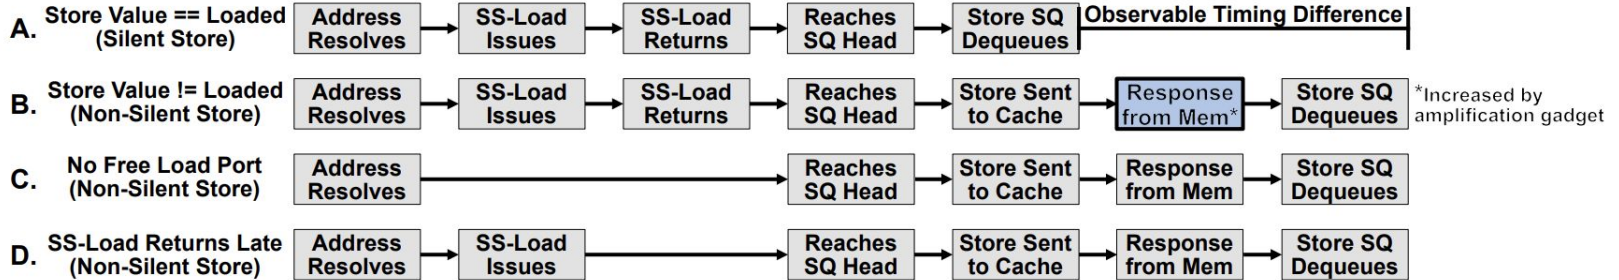 A. Store Value == Loaded
(Silent Store)
Address
Resolves
SS-Load
Issues
SS-Load
Returns
Reaches
SQ Head
Store SQ
Dequeues
Observable Timing Difference
B. Store Value != Loaded
(Non-Silent Store)
Address
Resolves
SS-Load
Issues
SS-Load
Returns
Reaches
SQ Head
Store Sent
to Cache
Response
from Mem*
Store SQ
Dequeues
*Increased by
amplification gadget
C. No Free Load Port
(Non-Silent Store)
Address
Resolves
Reaches
SQ Head
Store Sent
to Cache
Response
from Mem
Store SQ
Dequeues
D. SS-Load Returns Late
(Non-Silent Store)
Address
Resolves
SS-Load
Issues
Reaches
SQ Head
Store Sent
to Cache
Response
from Mem
Store SQ
Dequeues